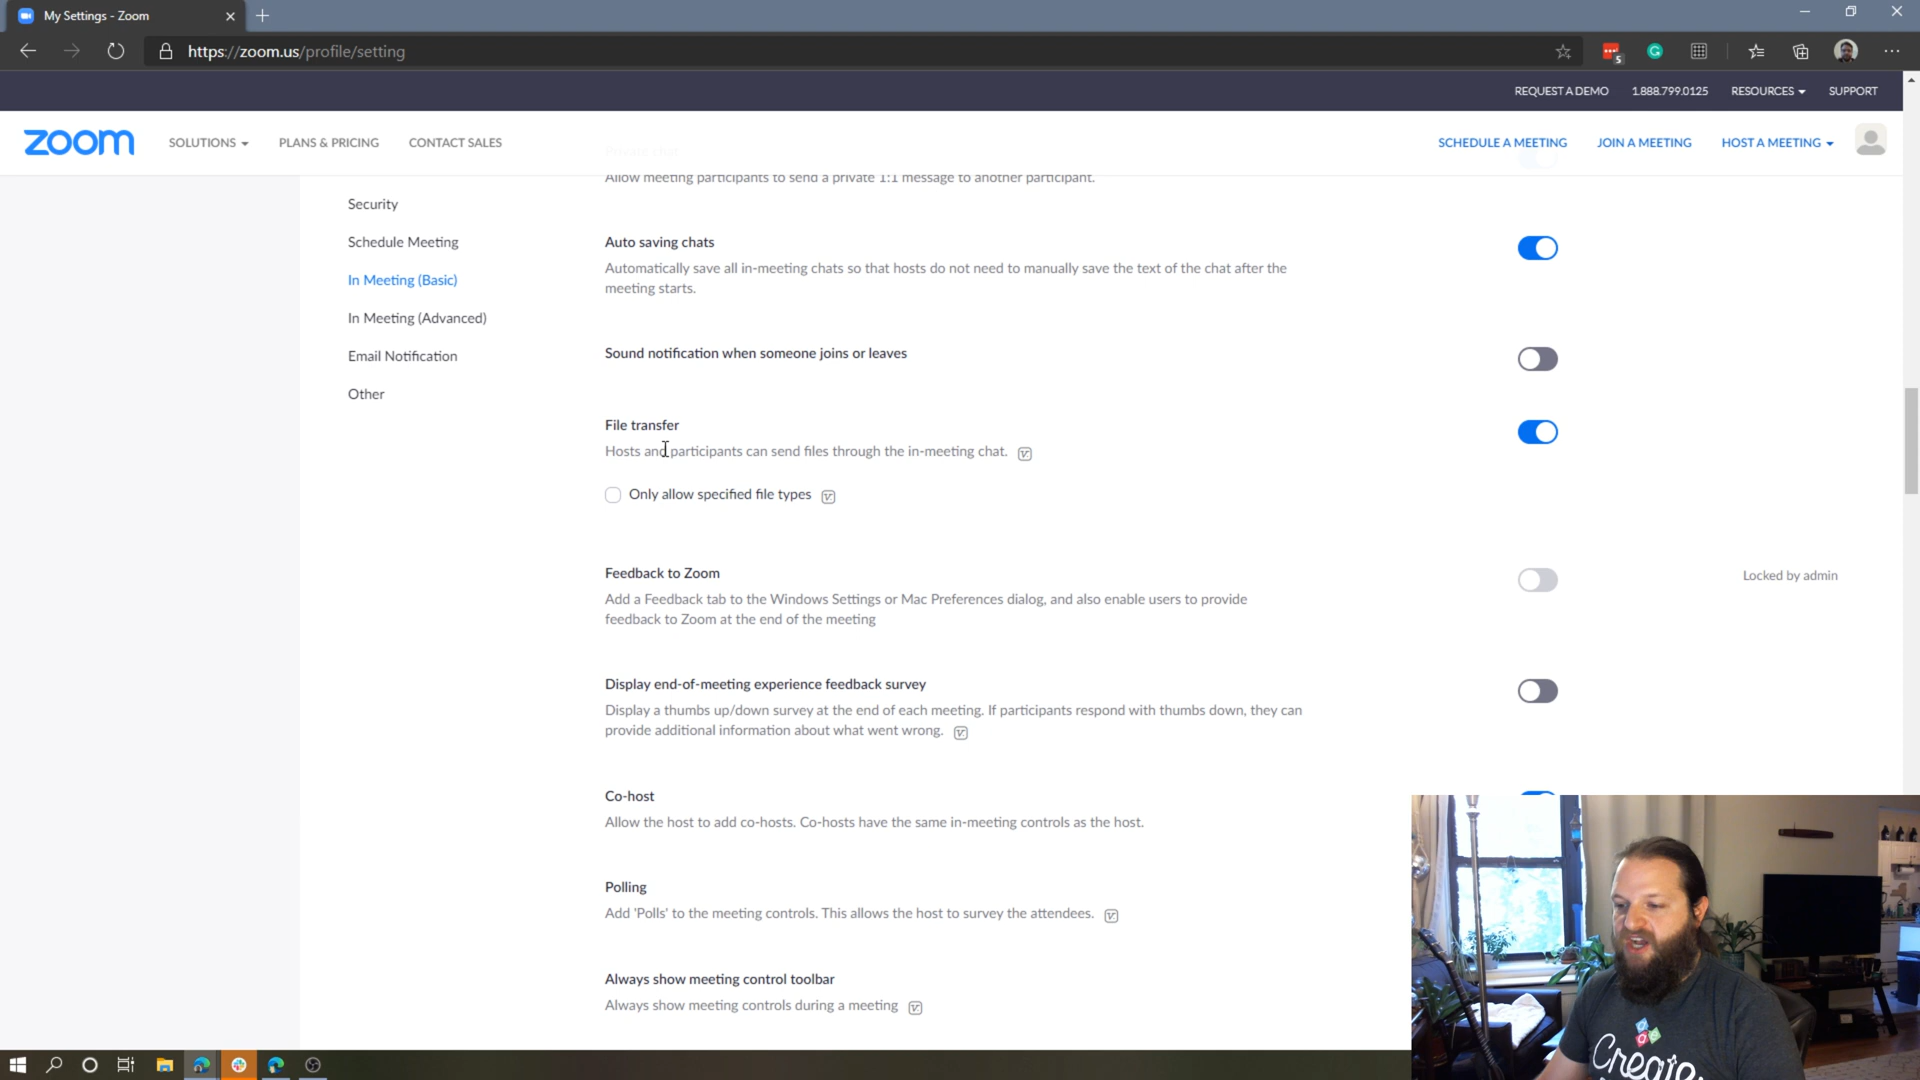 My Settings - Zoom
https://zoom.us/profile/setting
5
REQUEST A DEMO 1.888.799.0125 RESOURCES SUPPORT
zoom SOLUTIONS PLANS & PRICING CONTACT SALES SCHEDULE A MEETING JOIN A MEETING HOST A MEETING
Private chat
Allow meeting participants to send a private 1:1 message to another participant.
Security
Schedule Meeting
In Meeting (Basic)
In Meeting (Advanced)
Email Notification
Other
Auto saving chats
Automatically save all in-meeting chats so that hosts do not need to manually save the text of the chat after the
meeting starts.
Sound notification when someone joins or leaves
File transfer
Hosts and participants can send files through the in-meeting chat.
Only allow specified file types
Feedback to Zoom
Locked by admin
Add a Feedback tab to the Windows Settings or Mac Preferences dialog, and also enable users to provide
feedback to Zoom at the end of the meeting
Display end-of-meeting experience feedback survey
Display a thumbs up/down survey at the end of each meeting. If participants respond with thumbs down, they can
provide additional information about what went wrong.
Co-host
Allow the host to add co-hosts. Co-hosts have the same in-meeting controls as the host.
Polling
Add 'Polls' to the meeting controls. This allows the host to survey the attendees.
Always show meeting control toolbar
Always show meeting controls during a meeting
Create